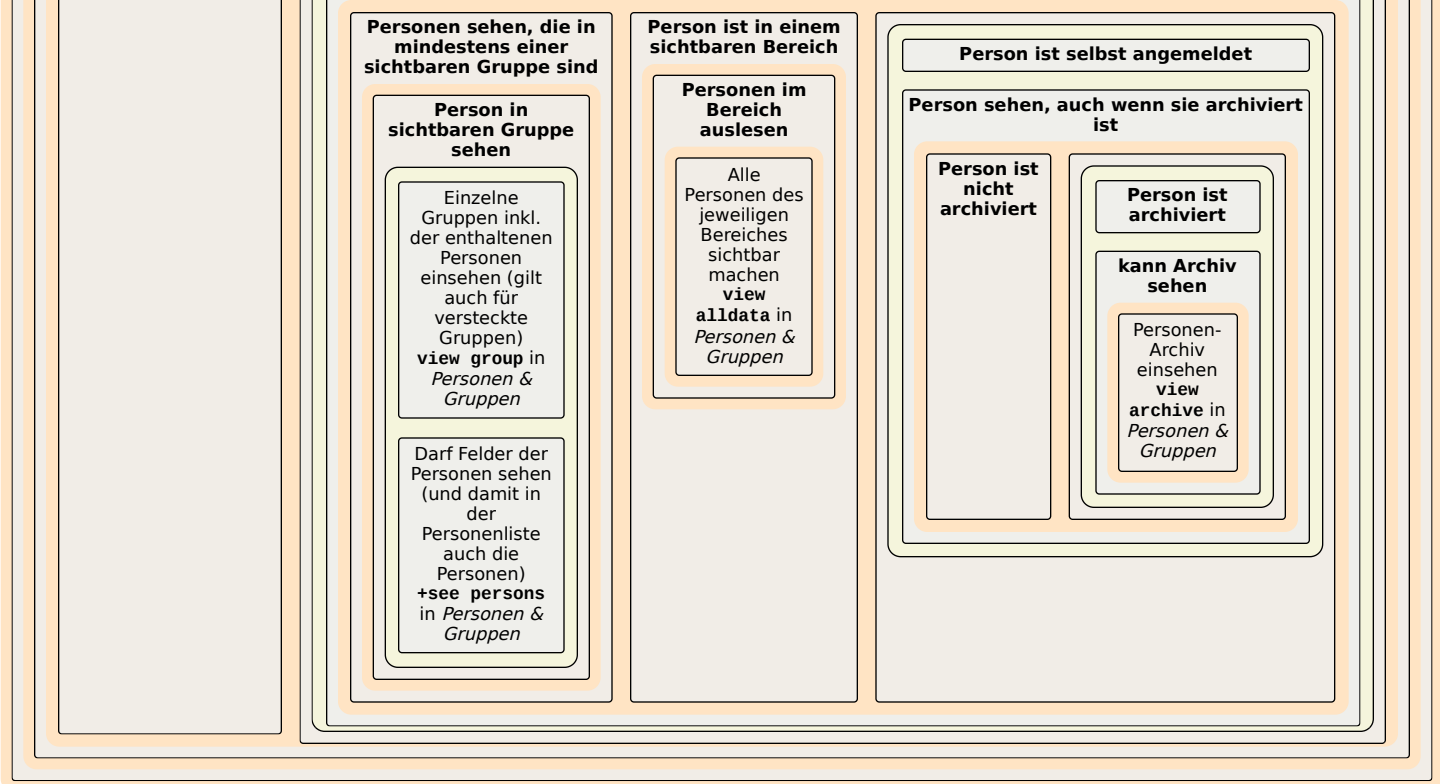 Personen sehen, die in
mindestens einer
sichtbaren Gruppe sind
Person in
sichtbaren Gruppe
sehen
Einzelne
Gruppen inkl.
der enthaltenen
Personen
einsehen (gilt
auch für
versteckte
Gruppen)
view group in
Personen &
Gruppen
Darf Felder der
Personen sehen
(und damit in
der
Personenliste
auch die
Personen)
+see persons
in Personen &
Gruppen
Person ist in einem
sichtbaren Bereich
Personen im
Bereich
auslesen
Alle
Personen des
jeweiligen
Bereiches
sichtbar
machen
view
alldata in
Personen &
Gruppen
Person ist selbst angemeldet
Person sehen, auch wenn sie archiviert
ist
Person ist
nicht
archiviert
Person ist
archiviert
kann Archiv
sehen
Personen-
Archiv
einsehen
view
archive in
Personen &
Gruppen